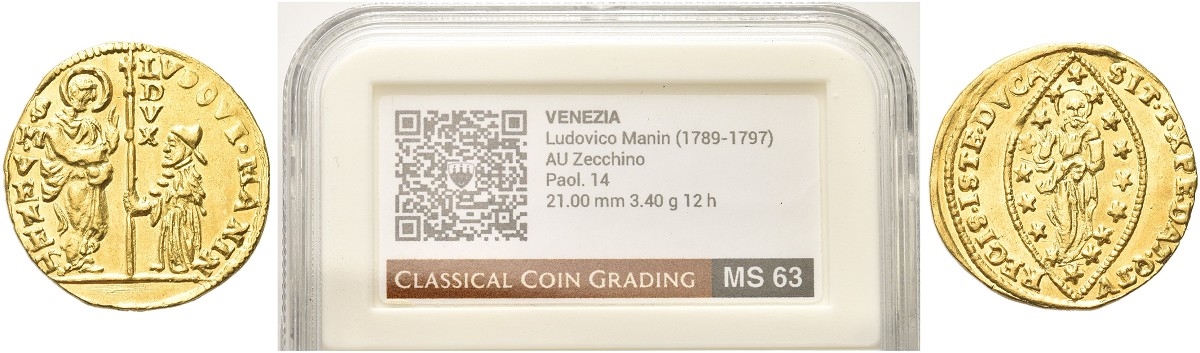 LVDOVI·MANIN
DVX
S·M·VENET
VENEZIA
Ludovico Manin (1789-1797)
AU Zecchino
Paol. 14
21.00 mm 3.40 g 12 h
CLASSICAL COIN GRADING MS 63
SIT·T·XPE·DAT·Q·TV
REGIS·ISTE·DVCA